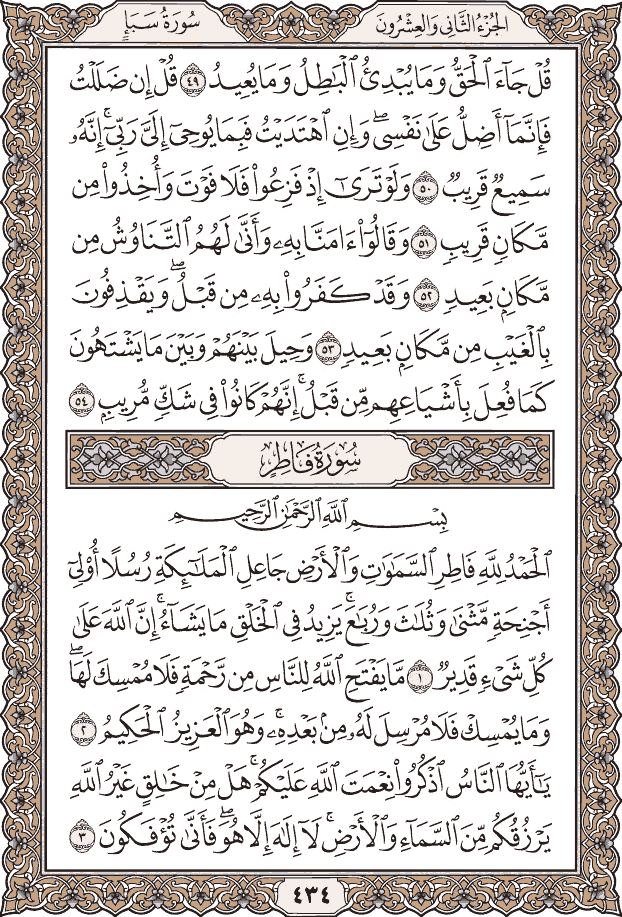 الجُزْءُ الثَّانِي وَالعِشْرُونَ
سُورَةُ سَبَإٍ
قُلْ جَآءَ ٱلْحَقُّ وَمَا يُبْدِئُ ٱلْبَٰطِلُ وَمَا يُعِيدُ ٤٩ قُلْ إِن ضَلَلْتُ
فَإِنَّمَآ أَضِلُّ عَلَىٰ نَفْسِىۖ وَإِنِ ٱهْتَدَيْتُ فَبِمَا يُوحِىٓ إِلَىَّ رَبِّىٓۚ إِنَّهُۥ
سَمِيعٌ قَرِيبٌ ٥٠ وَلَوْ تَرَىٰٓ إِذْ فَزِعُوا۟ فَلَا فَوْتَ وَأُخِذُوا۟ مِن
مَّكَانٍ قَرِيبٍ ٥١ وَقَالُوٓا۟ ءَامَنَّا بِهِۦ وَأَنَّىٰ لَهُمُ ٱلتَّنَاوُشُ مِن
مَّكَانٍۭ بَعِيدٍ ٥٢ وَقَدْ كَفَرُوا۟ بِهِۦ مِن قَبْلُۖ وَيَقْذِفُونَ
بِٱلْغَيْبِ مِن مَّكَانٍۭ بَعِيدٍ ٥٣ وَحِيلَ بَيْنَهُمْ وَبَيْنَ مَا يَشْتَهُونَ
كَمَا فُعِلَ بِأَشْيَاعِهِم مِّن قَبْلُۚ إِنَّهُمْ كَانُوا۟ فِى شَكٍّ مُّرِيبٍۭ ٥٤
سُورَةُ فَاطِرٍ
بِسْمِ ٱللَّهِ ٱلرَّحْمَٰنِ ٱلرَّحِيمِ
ٱلْحَمْدُ لِلَّهِ فَاطِرِ ٱلسَّمَٰوَٰتِ وَٱلْأَرْضِ جَاعِلِ ٱلْمَلَٰٓئِكَةِ رُسُلًا أُو۟لِىٓ
أَجْنِحَةٍ مَّثْنَىٰ وَثُلَٰثَ وَرُبَٰعَۚ يَزِيدُ فِى ٱلْخَلْقِ مَا يَشَآءُۚ إِنَّ ٱللَّهَ عَلَىٰ
كُلِّ شَىْءٍ قَدِيرٌ ١ مَّا يَفْتَحِ ٱللَّهُ لِلنَّاسِ مِن رَّحْمَةٍ فَلَا مُمْسِكَ لَهَاۖ
وَمَا يُمْسِكْ فَلَا مُرْسِلَ لَهُۥ مِنۢ بَعْدِهِۦۚ وَهُوَ ٱلْعَزِيزُ ٱلْحَكِيمُ ٢
يَٰٓأَيُّهَا ٱلنَّاسُ ٱذْكُرُوا۟ نِعْمَتَ ٱللَّهِ عَلَيْكُمْۚ هَلْ مِنْ خَٰلِقٍ غَيْرُ ٱللَّهِ
يَرْزُقُكُم مِّنَ ٱلسَّمَآءِ وَٱلْأَرْضِۚ لَآ إِلَٰهَ إِلَّا هُوَۖ فَأَنَّىٰ تُؤْفَكُونَ ٣
٤٣٤